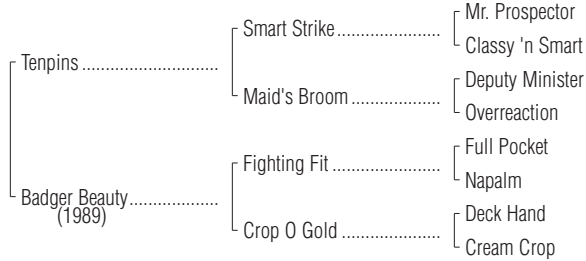 Mr. Prospector
Smart Strike
Classy 'n Smart
Tenpins
Deputy Minister
Maid's Broom
Overreaction
Full Pocket
Fighting Fit
Napalm
Badger Beauty
(1989)
Deck Hand
Crop O Gold
Cream Crop